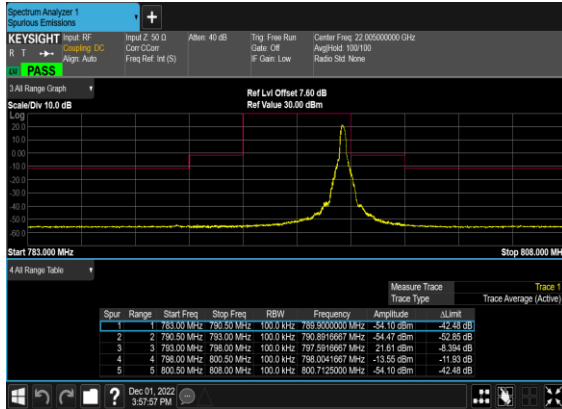 Spectrum Analyzer 1
Spurious Emissions
+
KEYSIGHT Input: RF Input Z: 50 Ω Atten: 40 dB Trig: Free Run Center Freq: 22.005000000 GHz
R T Coupling: DC Corr CCorr Gate: Off Avg|Hold: 100/100
Align: Auto Freq Ref: Int (S) IF Gain: Low Radio Std: None
LXI PASS
3 All Range Graph Ref Lvl Offset 7.60 dB
Scale/Div 10.0 dB Ref Value 30.00 dBm
Log
20.0
10.0
0.00
-10.0
-20.0
-30.0
-40.0
-50.0
-60.0
Start 783.000 MHz Stop 808.000 MHz
4 All Range Table
Measure Trace Trace 1
Trace Type Trace Average (Active)
Spur Range Start Freq Stop Freq RBW Frequency Amplitude ΔLimit
1 1 783.00 MHz 790.50 MHz 100.0 kHz 789.9000000 MHz -54.10 dBm -42.48 dB
2 2 790.50 MHz 793.00 MHz 100.0 kHz 790.8916667 MHz -54.47 dBm -52.85 dB
3 3 793.00 MHz 798.00 MHz 100.0 kHz 797.5916667 MHz 21.61 dBm -8.394 dB
4 4 798.00 MHz 800.50 MHz 100.0 kHz 798.0041667 MHz -13.55 dBm -11.93 dB
5 5 800.50 MHz 808.00 MHz 100.0 kHz 800.7125000 MHz -54.10 dBm -42.48 dB
? Dec 01, 2022
3:57:57 PM